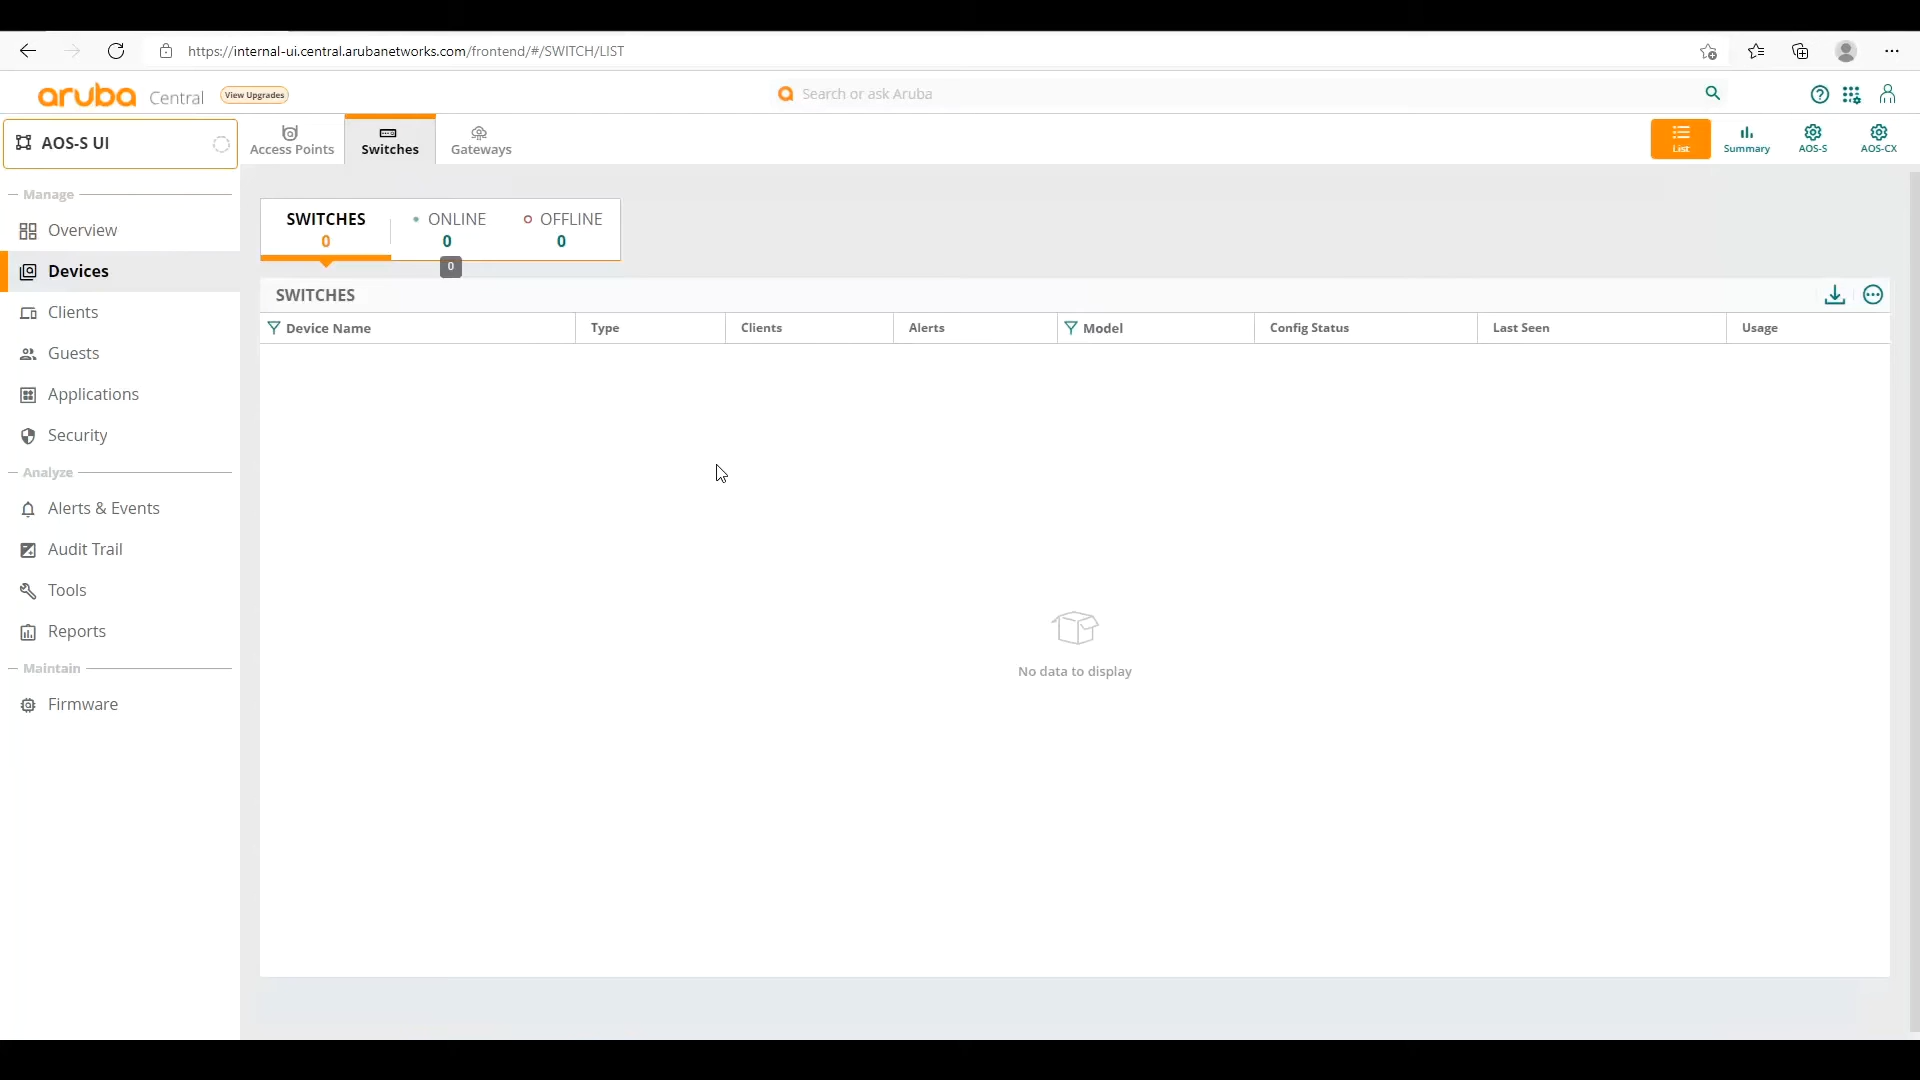 https://internal-ui.central.arubanetworks.com/frontend/#/SWITCH/LIST
aruba Central View Upgrades
Search or ask Aruba
AOS-S UI
Access Points
Switches
Gateways
List
Summary
AOS-S
AOS-CX
Manage
Overview
Devices
Clients
Guests
Applications
Security
Analyze
Alerts & Events
Audit Trail
Tools
Reports
Maintain
Firmware
SWITCHES ONLINE OFFLINE
0 0 0
0
SWITCHES
Device Name Type Clients Alerts Model Config Status Last Seen Usage
No data to display